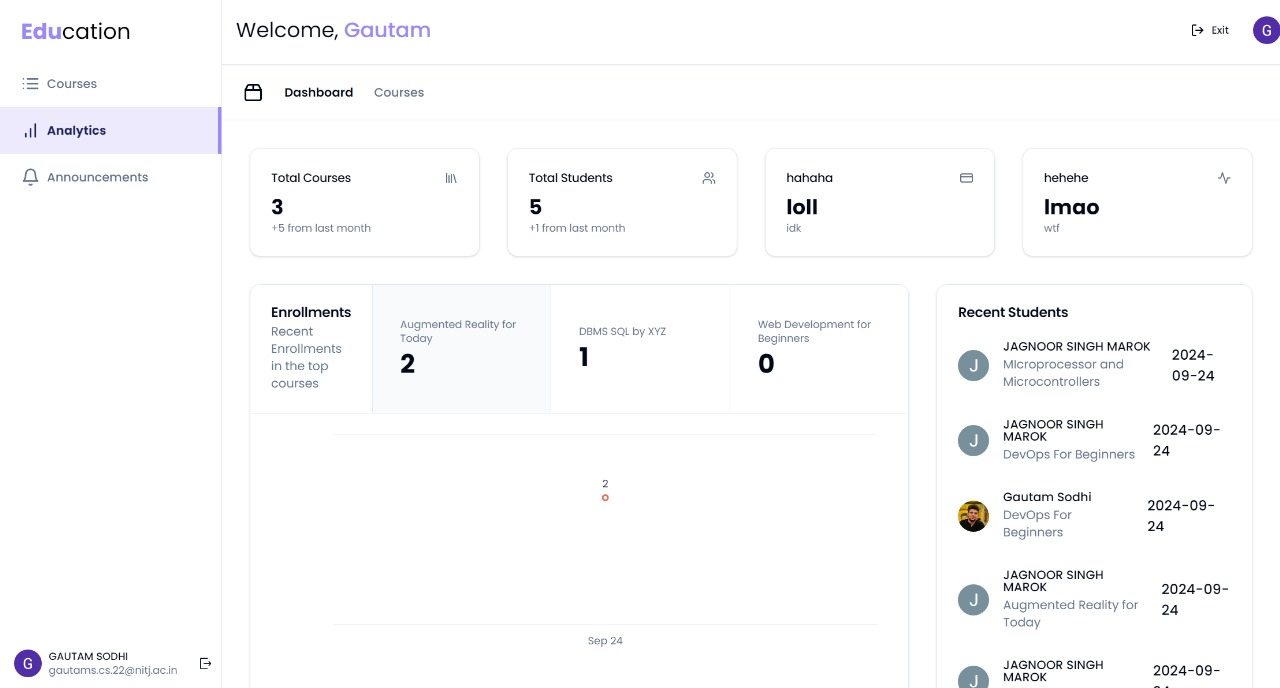 Education
Welcome, Gautam
Exit
G
Courses
Analytics
Announcements
Dashboard
Courses
Total Courses
3
+5 from last month
Total Students
5
+1 from last month
hahaha
loll
idk
hehehe
lmao
wtf
Enrollments
Recent
Enrollments
in the top
courses
Augmented Reality for
Today
2
DBMS SQL by XYZ
1
Web Development for
Beginners
0
2
Sep 24
Recent Students
J
JAGNOOR SINGH MAROK
MIcroprocessor and
Microcontrollers
2024-
09-24
J
JAGNOOR SINGH
MAROK
DevOps For Beginners
2024-09-
24
Gautam Sodhi
DevOps For
Beginners
2024-09-
24
J
JAGNOOR SINGH
MAROK
Augmented Reality for
Today
2024-09-
24
J
JAGNOOR SINGH
MAROK
2024-09-
24
G
GAUTAM SODHI
gautams.cs.22@nitj.ac.in